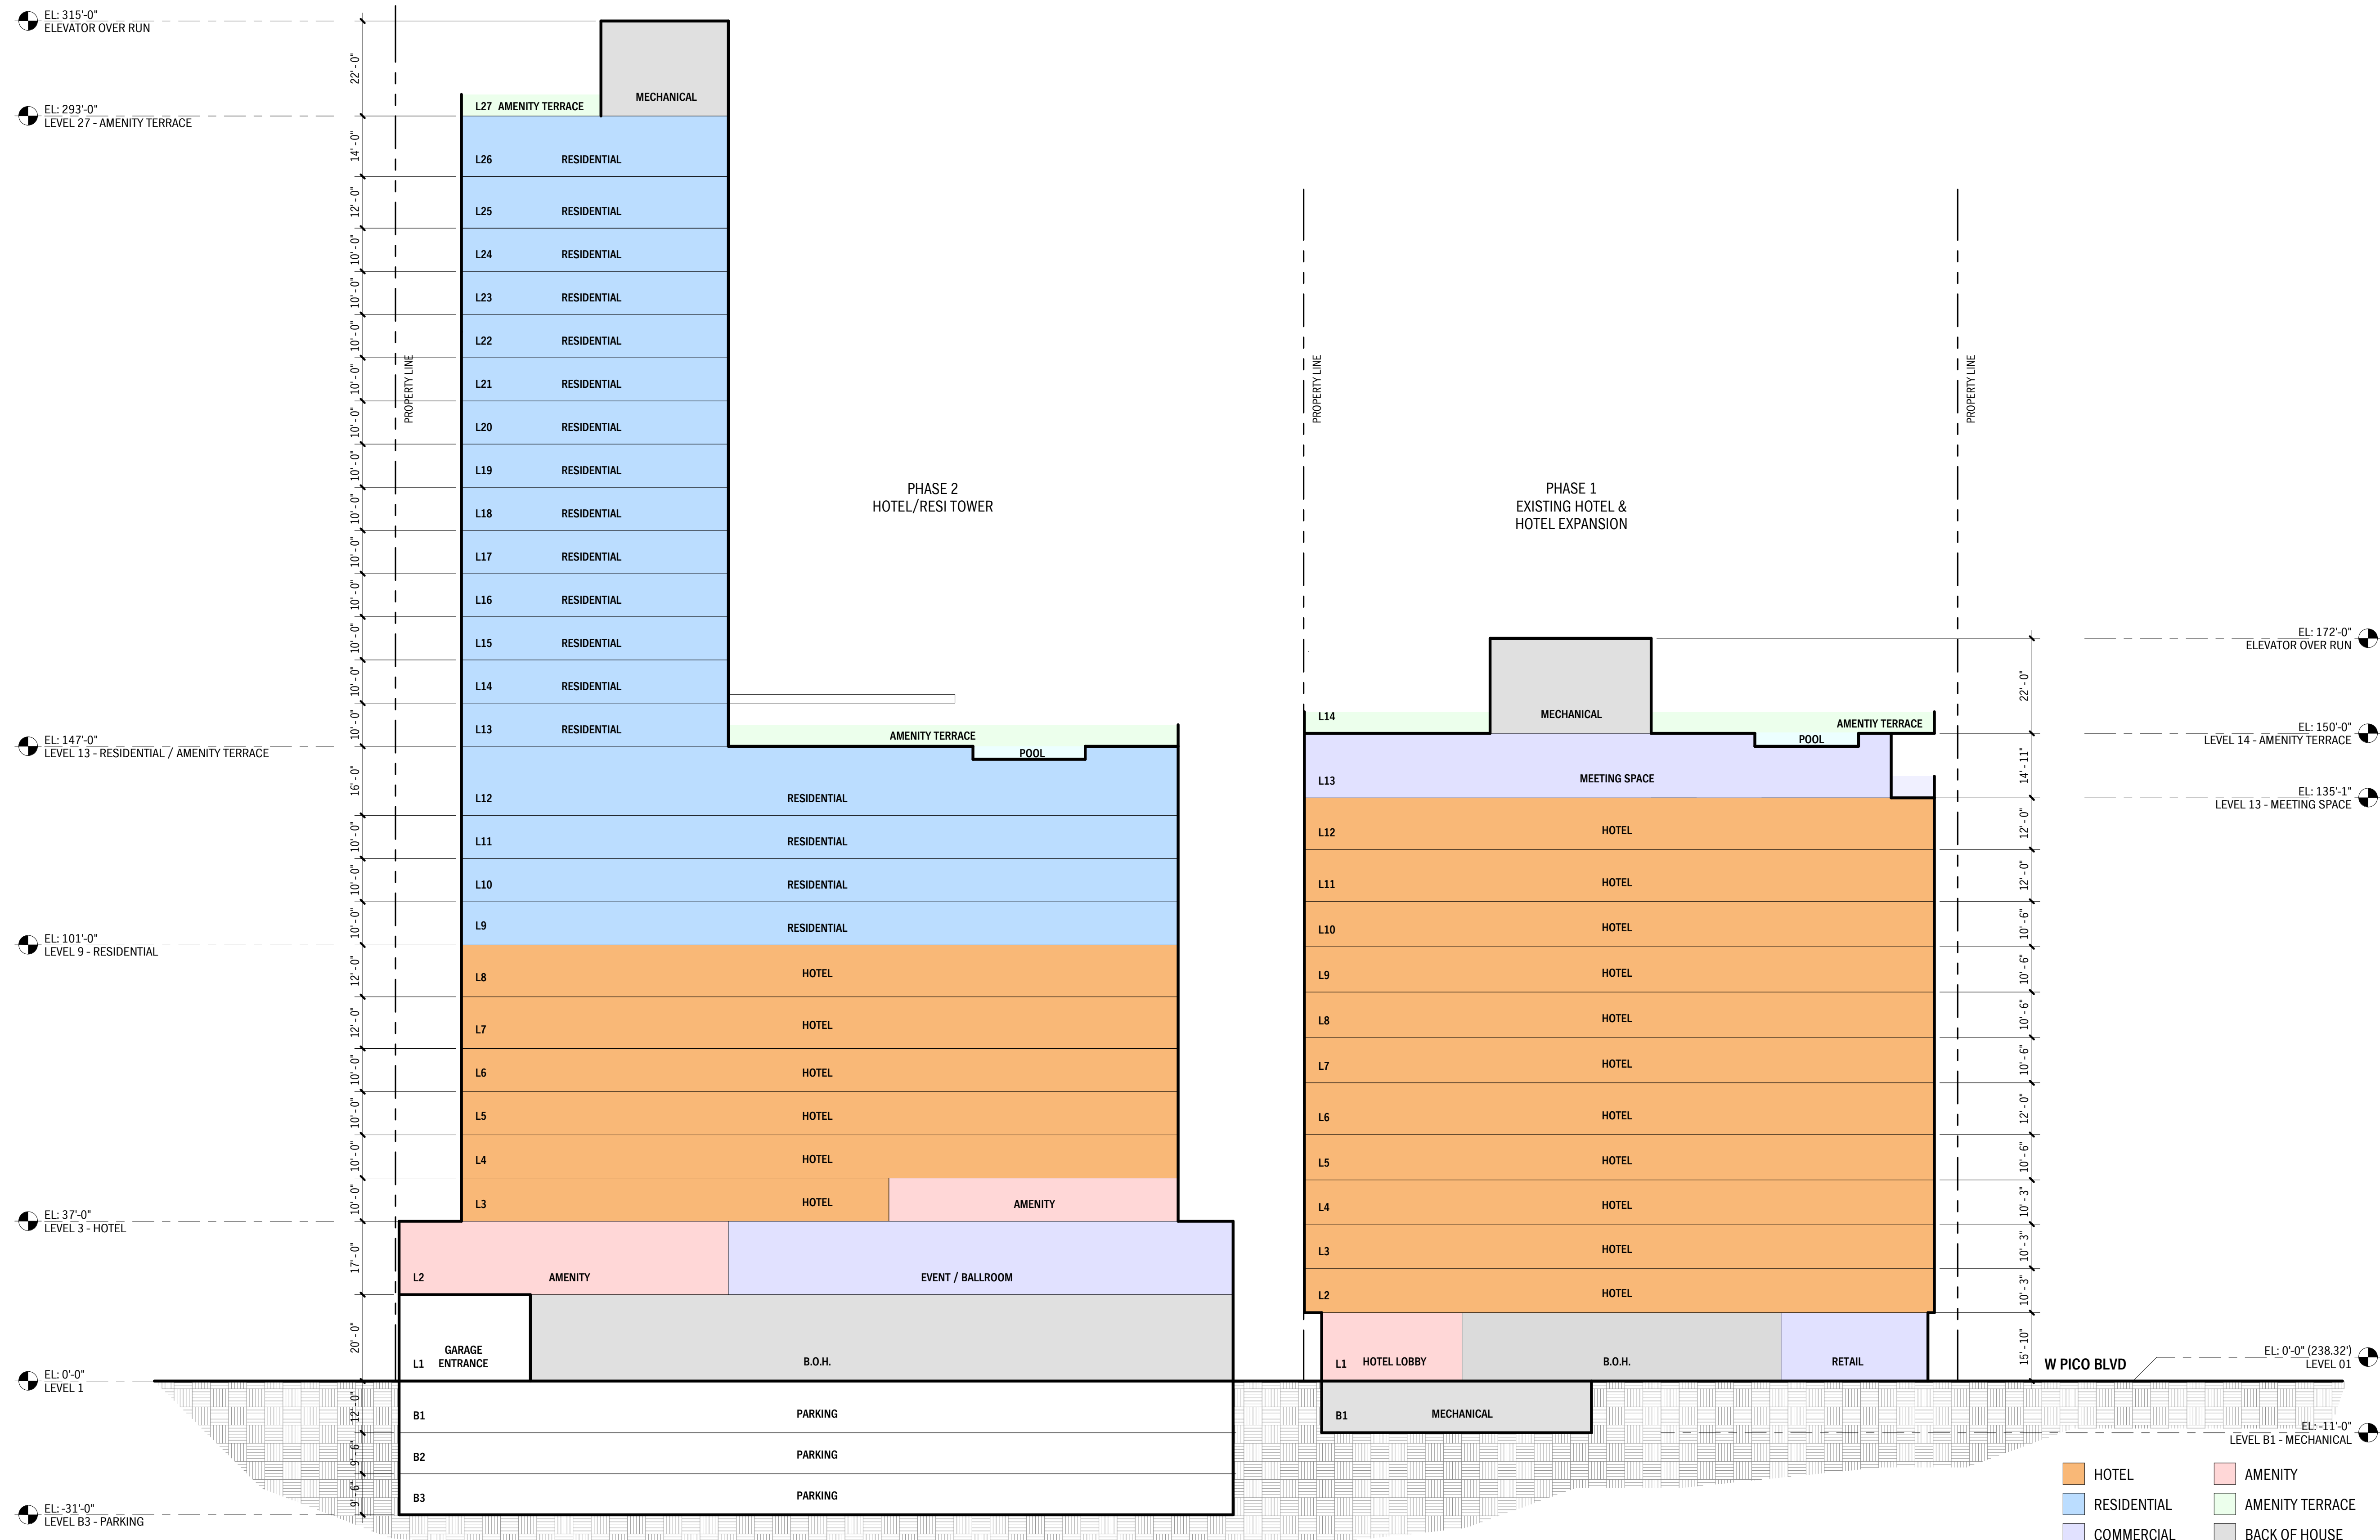 EL: 315'-0"
ELEVATOR OVER RUN
22' - 0"
MECHANICAL
L27 AMENITY TERRACE
EL: 293'-0"
LEVEL 27 - AMENITY TERRACE
14' - 0"
L26 RESIDENTIAL
12' - 0"
L25 RESIDENTIAL
10' - 0"
L24 RESIDENTIAL
10' - 0"
L23 RESIDENTIAL
10' - 0"
L22 RESIDENTIAL
10' - 0"
L21 RESIDENTIAL
10' - 0"
L20 RESIDENTIAL
10' - 0"
L19 RESIDENTIAL
10' - 0"
L18 RESIDENTIAL
10' - 0"
L17 RESIDENTIAL
10' - 0"
L16 RESIDENTIAL
10' - 0"
L15 RESIDENTIAL
10' - 0"
L14 RESIDENTIAL
10' - 0"
L13 RESIDENTIAL
PROPERTY LINE
PHASE 2
HOTEL/RESI TOWER
AMENITY TERRACE
POOL
EL: 147'-0"
LEVEL 13 - RESIDENTIAL / AMENITY TERRACE
16' - 0"
L12 RESIDENTIAL
10' - 0"
L11 RESIDENTIAL
10' - 0"
L10 RESIDENTIAL
10' - 0"
L9 RESIDENTIAL
EL: 101'-0"
LEVEL 9 - RESIDENTIAL
12' - 0"
L8 HOTEL
12' - 0"
L7 HOTEL
10' - 0"
L6 HOTEL
10' - 0"
L5 HOTEL
10' - 0"
L4 HOTEL
10' - 0"
L3 HOTEL AMENITY
EL: 37'-0"
LEVEL 3 - HOTEL
17' - 0"
L2 AMENITY EVENT / BALLROOM
20' - 0"
GARAGE
L1 ENTRANCE B.O.H.
EL: 0'-0"
LEVEL 1
12' - 0"
B1 PARKING
9' - 6"
B2 PARKING
9' - 6"
B3 PARKING
EL: -31'-0"
LEVEL B3 - PARKING
PROPERTY LINE
PROPERTY LINE
PHASE 1
EXISTING HOTEL &
HOTEL EXPANSION
EL: 172'-0"
ELEVATOR OVER RUN
22' - 0"
MECHANICAL
L14 AMENTIY TERRACE
POOL
EL: 150'-0"
LEVEL 14 - AMENITY TERRACE
14' - 11"
L13 MEETING SPACE
EL: 135'-1"
LEVEL 13 - MEETING SPACE
L12 HOTEL
12' - 0"
L11 HOTEL
12' - 0"
L10 HOTEL
10' - 6"
L9 HOTEL
10' - 6"
L8 HOTEL
10' - 6"
L7 HOTEL
10' - 6"
L6 HOTEL
12' - 0"
L5 HOTEL
10' - 6"
L4 HOTEL
10' - 3"
L3 HOTEL
10' - 3"
L2 HOTEL
10' - 3"
L1 HOTEL LOBBY B.O.H. RETAIL
15' - 10"
W PICO BLVD
EL: 0'-0" (238.32')
LEVEL 01
B1 MECHANICAL
EL: -11'-0"
LEVEL B1 - MECHANICAL
HOTEL
RESIDENTIAL
COMMERCIAL
AMENITY
AMENITY TERRACE
BACK OF HOUSE